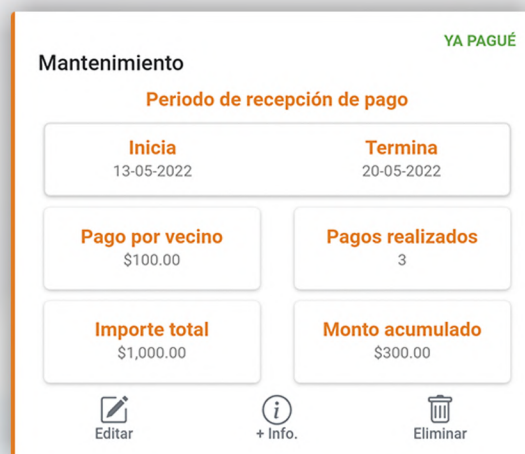 YA PAGUÉ
Mantenimiento
Periodo de recepción de pago
Inicia Termina
13-05-2022 20-05-2022
Pago por vecino Pagos realizados
$100.00 3
Importe total Monto acumulado
$1,000.00 $300.00
Editar + Info. Eliminar